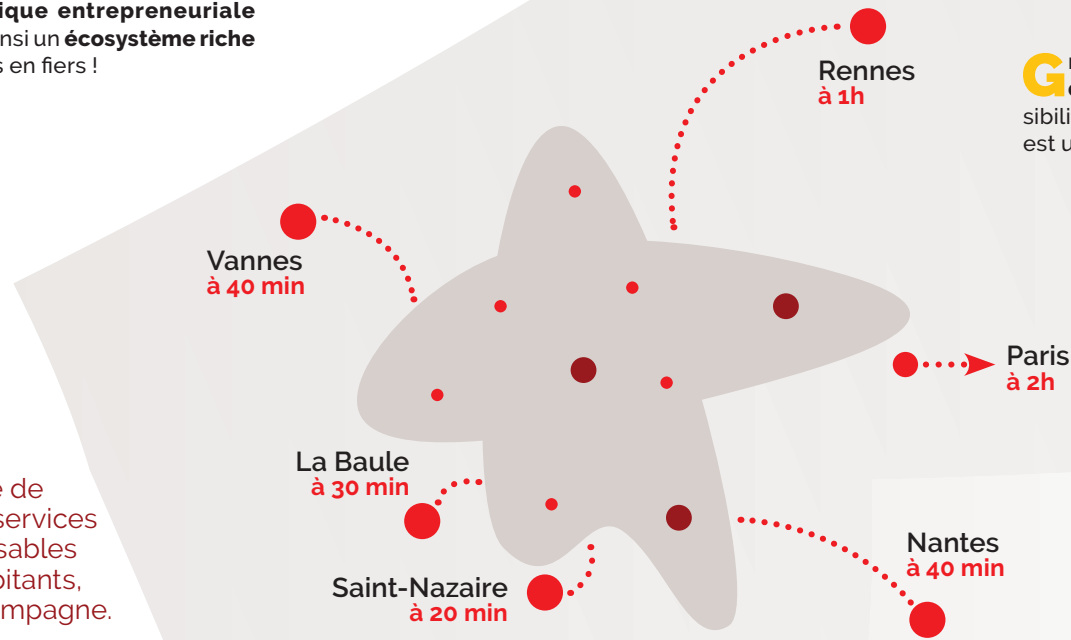 ique entrepreneuriale
nsi un écosystème riche
s en fiers !
Rennes
à 1h
G
sibili
est u
Vannes
à 40 min
Paris
à 2h
La Baule
à 30 min
e de
services
sables
bitants,
mpagne.
Nantes
à 40 min
Saint-Nazaire
à 20 min